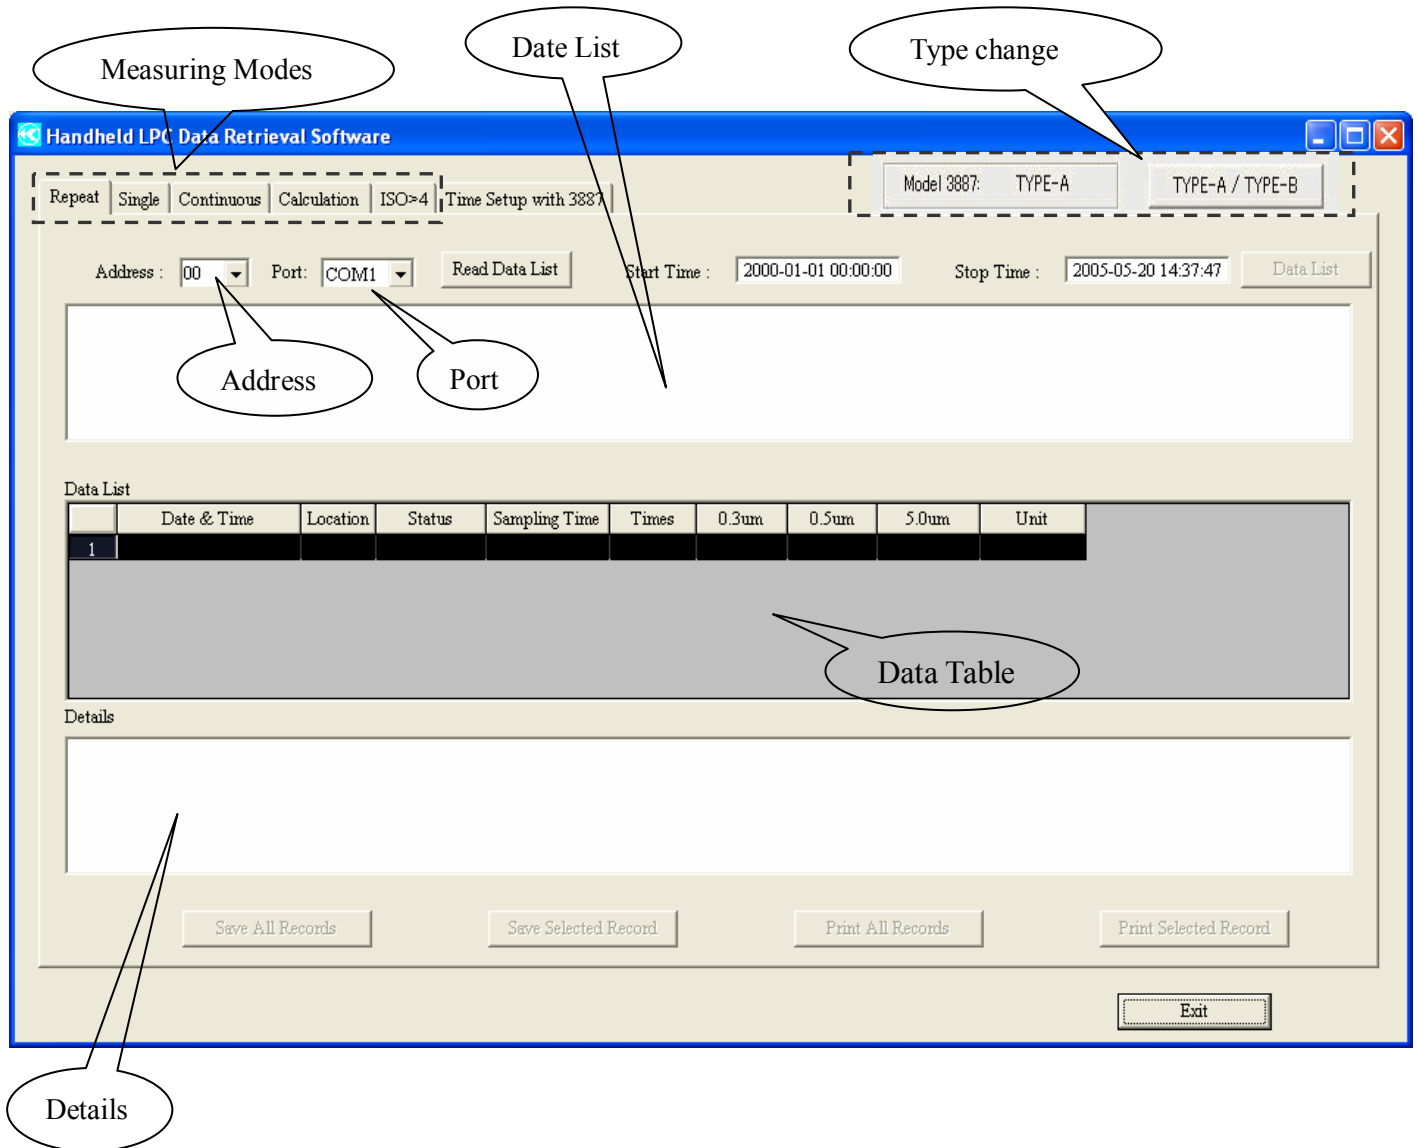 Measuring Modes
Date List
Type change
Handheld LPC Data Retrieval Software
Repeat Single Continuous Calculation ISO>4 Time Setup with 3887
Model 3887: TYPE-A TYPE-A / TYPE-B
Address : 00 Port: COM1 Read Data List Start Time : 2000-01-01 00:00:00 Stop Time : 2005-05-20 14:37:47 Data List
Address
Port
Data List
Date & Time Location Status Sampling Time Times 0.3um 0.5um 5.0um Unit
1
Data Table
Details
Save All Records Save Selected Record Print All Records Print Selected Record
Exit
Details